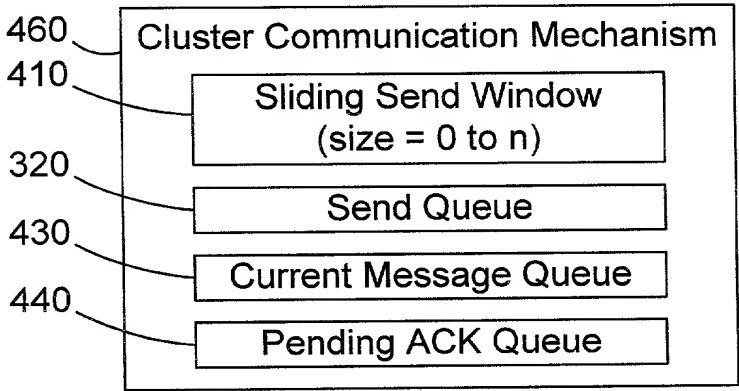 460
Cluster Communication Mechanism
410
Sliding Send Window
(size = 0 to n)
320
Send Queue
430
Current Message Queue
440
Pending ACK Queue